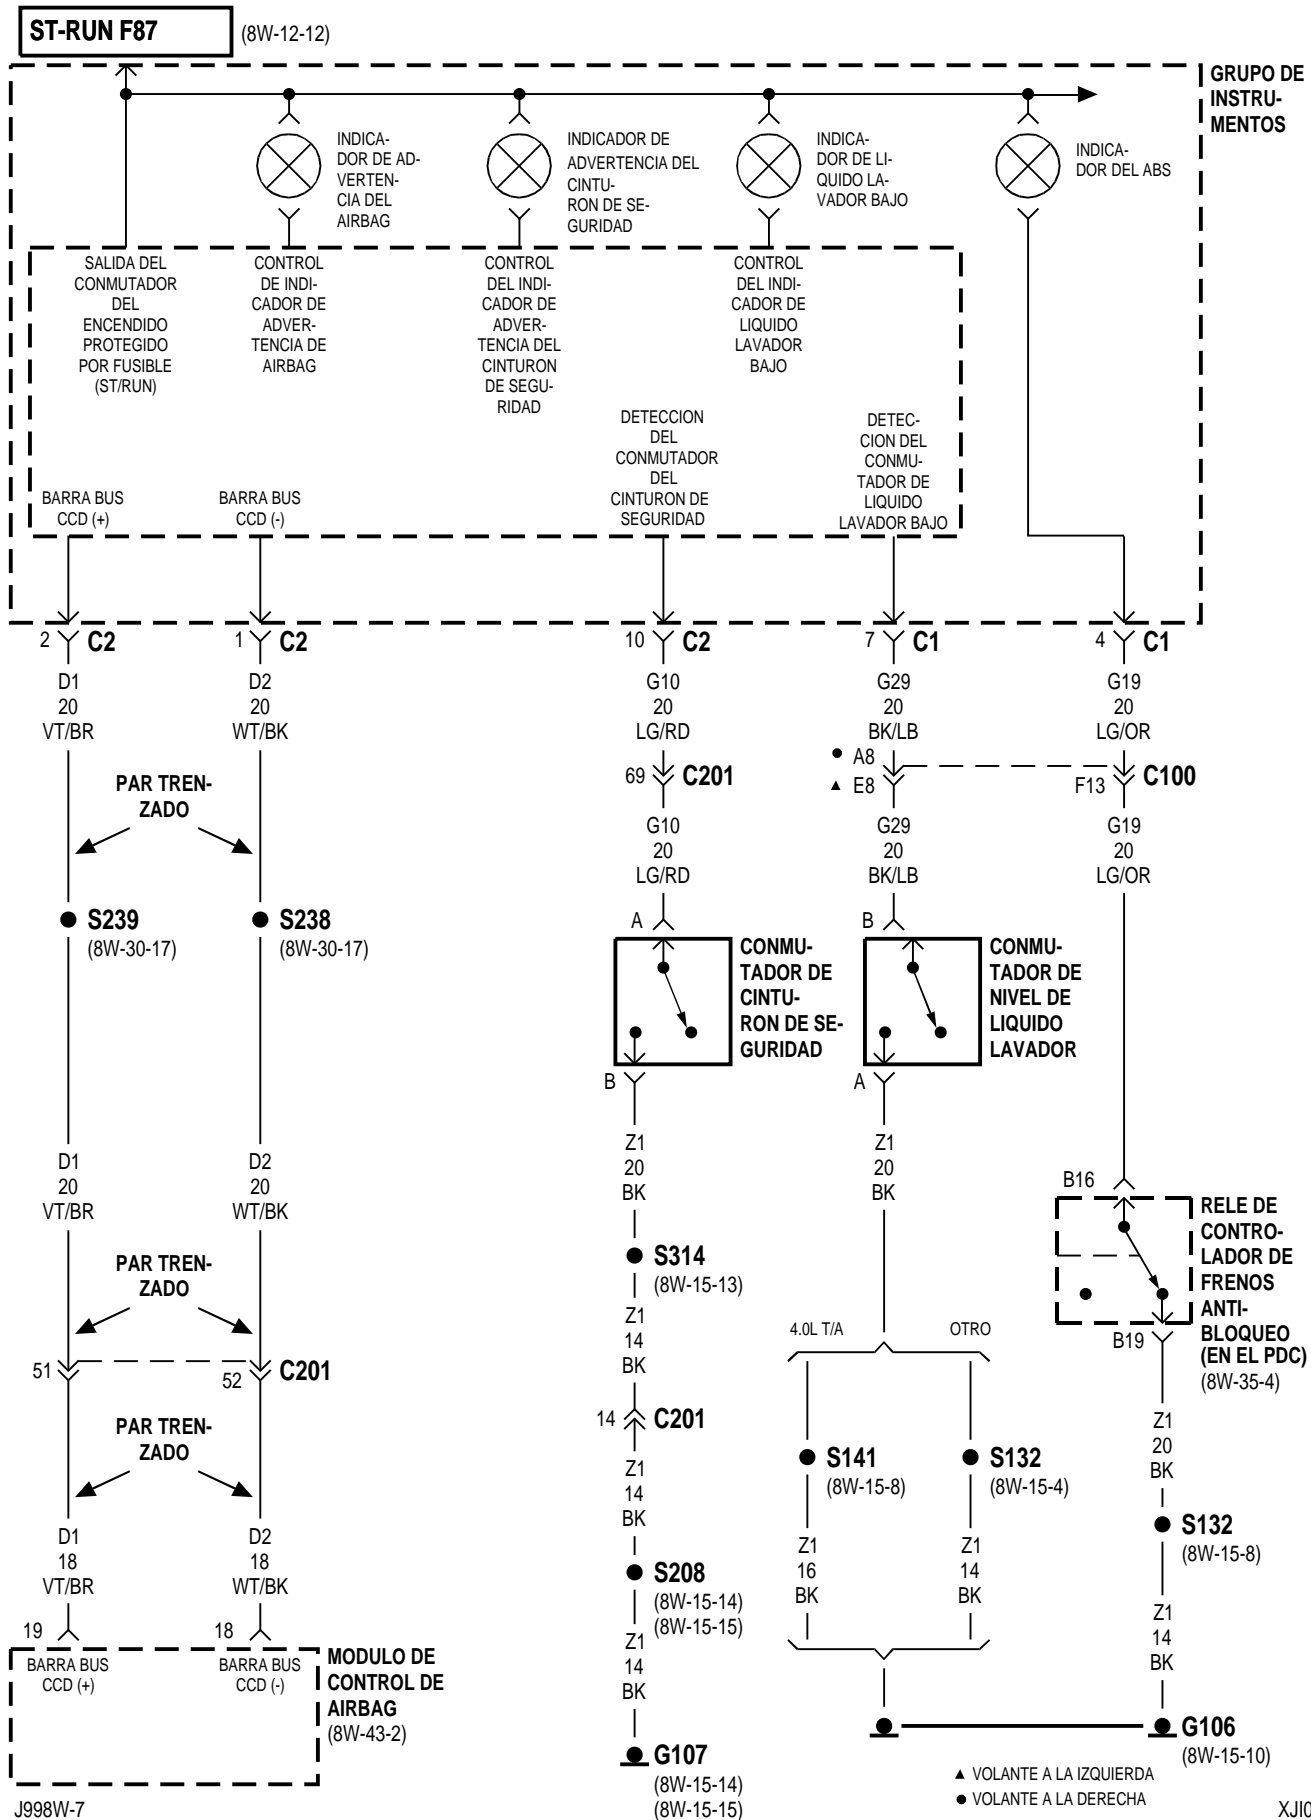 ST-RUN F87
(8W-12-12)
GRUPO DE
INSTRU-
MENTOS
INDICA-
DOR DE AD-
VERTEN-
CIA DEL
AIRBAG
INDICADOR DE
ADVERTENCIA DEL
CINTU-
RON DE SE-
GURIDAD
INDICA-
DOR DE LI-
QUIDO LA-
VADOR BAJO
INDICA-
DOR DEL ABS
SALIDA DEL
CONMUTADOR
DEL
ENCENDIDO
PROTEGIDO
POR FUSIBLE
(ST/RUN)
CONTROL
DE INDI-
CADOR DE
ADVER-
TENCIA DE
AIRBAG
CONTROL
DEL INDI-
CADOR DE
ADVER-
TENCIA DEL
CINTURON
DE SEGU-
RIDAD
CONTROL
DEL INDI-
CADOR DE
LIQUIDO
LAVADOR
BAJO
BARRA BUS
CCD (+)
BARRA BUS
CCD (-)
DETECCION
DEL
CONMUTADOR
DEL
CINTURON DE
SEGURIDAD
DETEC-
CION DEL
CONMU-
TADOR DE
LIQUIDO
LAVADOR BAJO
2 C2
1 C2
10 C2
7 C1
4 C1
D1
20
VT/BR
D2
20
WT/BK
G10
20
LG/RD
G29
20
BK/LB
G19
20
LG/OR
PAR TREN-
ZADO
69 C201
● A8
▲ E8
F13 C100
G10
20
LG/RD
G29
20
BK/LB
G19
20
LG/OR
S239
(8W-30-17)
S238
(8W-30-17)
A
CONMU-
TADOR DE
CINTU-
RON DE SE-
GURIDAD
B
B
CONMU-
TADOR DE
NIVEL DE
LIQUIDO
LAVADOR
A
D1
20
VT/BR
D2
20
WT/BK
Z1
20
BK
Z1
20
BK
B16
RELE DE
CONTRO-
LADOR DE
FRENOS
ANTI-
BLOQUEO
(EN EL PDC)
(8W-35-4)
B19
PAR TREN-
ZADO
S314
(8W-15-13)
Z1
14
BK
4.0L T/A
OTRO
51
52 C201
14 C201
PAR TREN-
ZADO
Z1
14
BK
S141
(8W-15-8)
S132
(8W-15-4)
Z1
20
BK
S132
(8W-15-8)
D1
18
VT/BR
D2
18
WT/BK
Z1
16
BK
Z1
14
BK
S208
(8W-15-14)
(8W-15-15)
Z1
14
BK
Z1
14
BK
19
18
BARRA BUS
CCD (+)
BARRA BUS
CCD (-)
MODULO DE
CONTROL DE
AIRBAG
(8W-43-2)
G107
(8W-15-14)
(8W-15-15)
G106
(8W-15-10)
▲ VOLANTE A LA IZQUIERDA
● VOLANTE A LA DERECHA
J998W-7